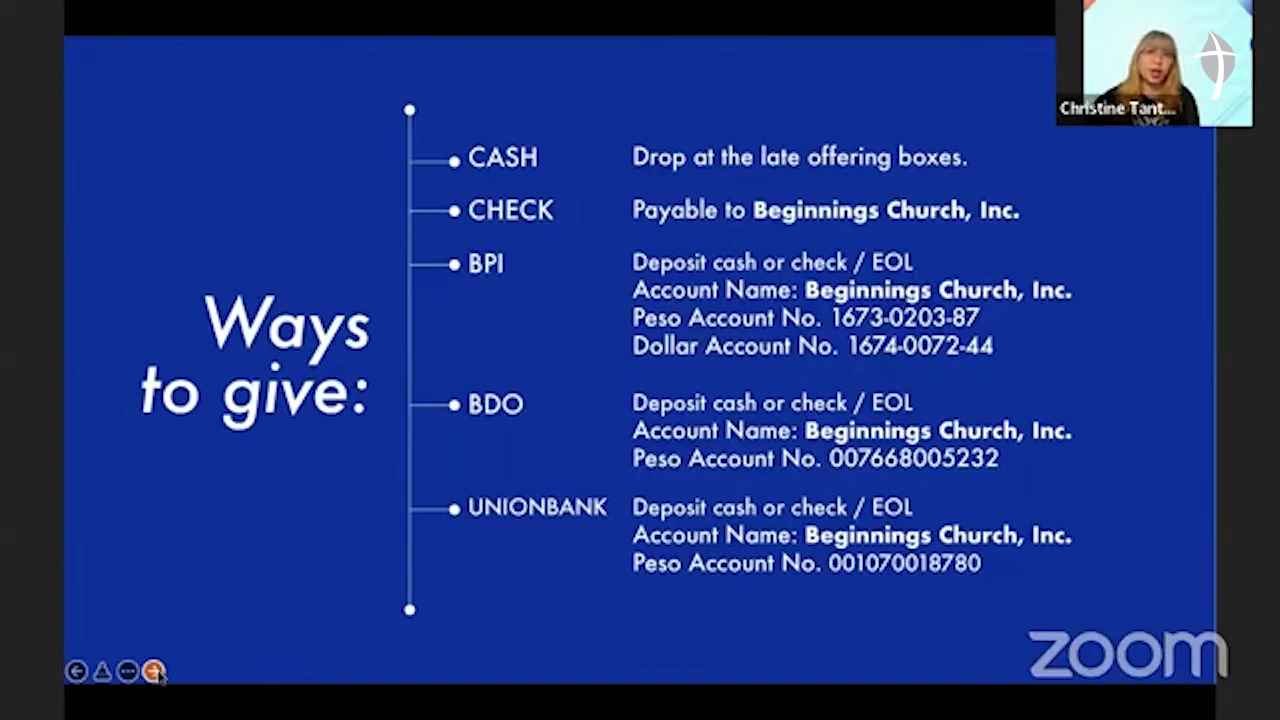 Christine Tant...
Ways
to give:
CASH
Drop at the late offering boxes.
CHECK
Payable to Beginnings Church, Inc.
BPI
Deposit cash or check / EOL
Account Name: Beginnings Church, Inc.
Peso Account No. 1673-0203-87
Dollar Account No. 1674-0072-44
BDO
Deposit cash or check / EOL
Account Name: Beginnings Church, Inc.
Peso Account No. 007668005232
UNIONBANK
Deposit cash or check / EOL
Account Name: Beginnings Church, Inc.
Peso Account No. 001070018780
zoom